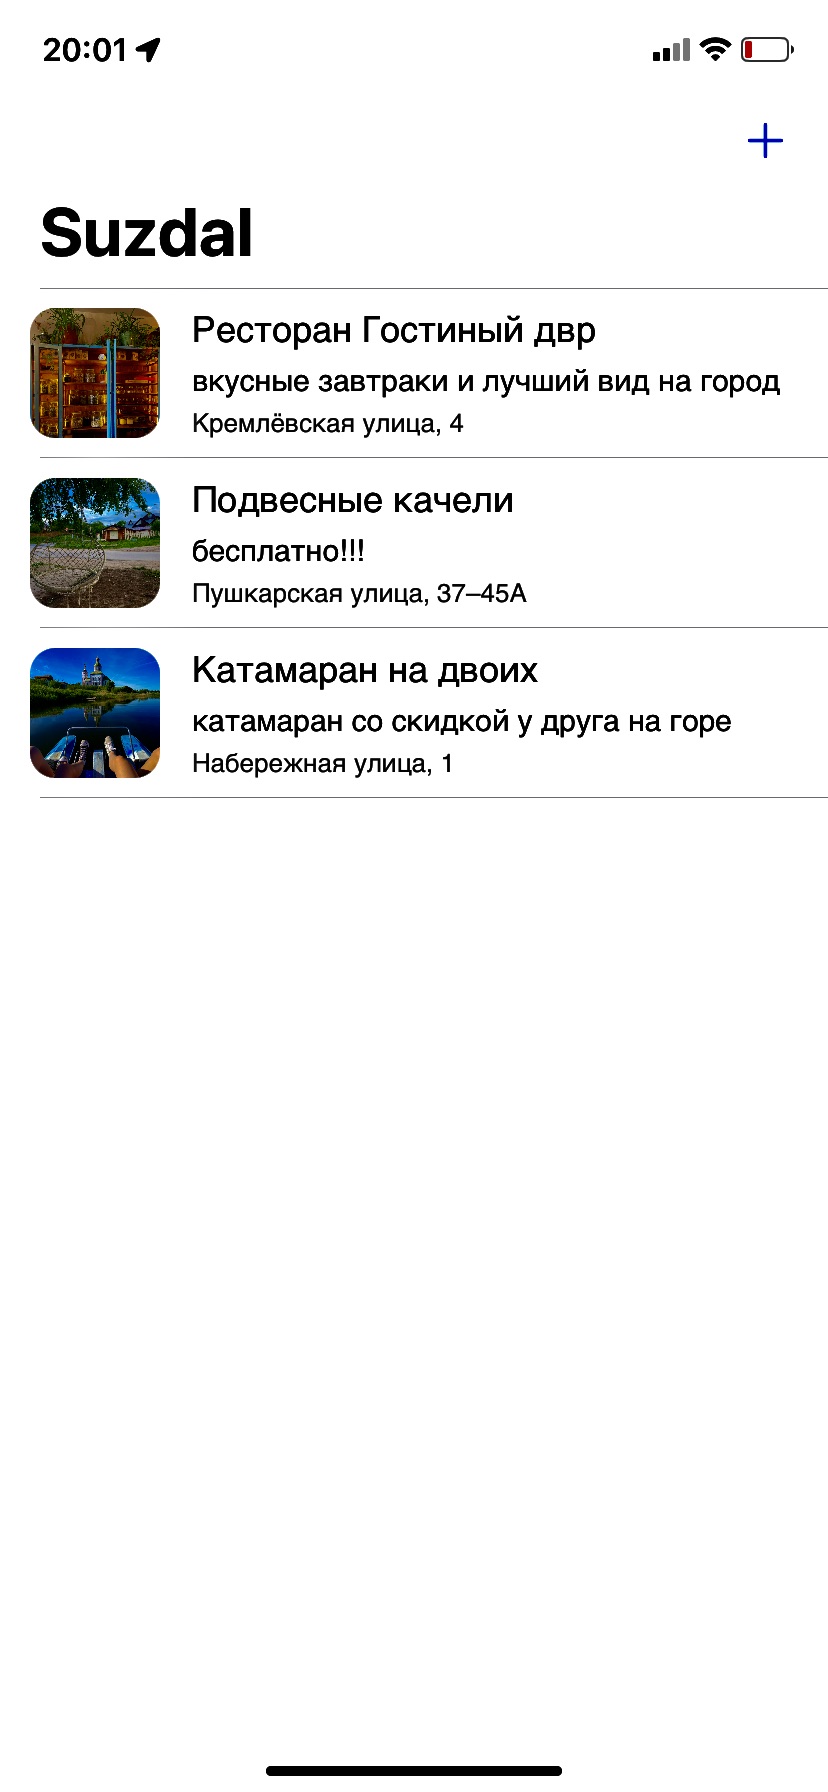 20:01
Suzdal
Ресторан Гостиный двр
вкусные завтраки и лучший вид на город
Кремлёвская улица, 4
Подвесные качели
бесплатно!!!
Пушкарская улица, 37–45А
Катамаран на двоих
катамаран со скидкой у друга на горе
Набережная улица, 1